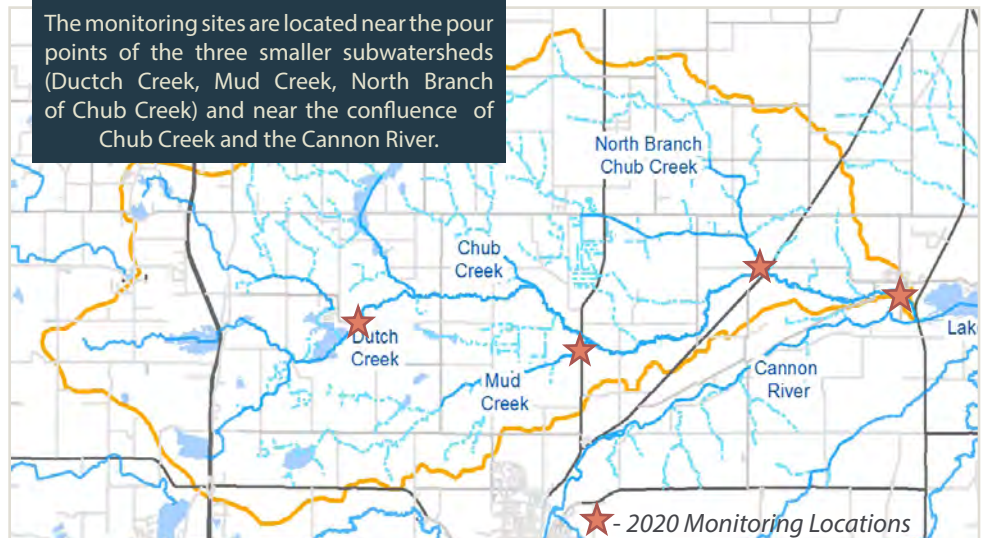 The monitoring sites are located near the pour
points of the three smaller subwatersheds
(Ductch Creek, Mud Creek, North Branch
of Chub Creek) and near the confluence of
Chub Creek and the Cannon River.
North Branch
Chub Creek
Chub
Creek
Dutch
Creek
Mud
Creek
Cannon
River
Lak
- 2020 Monitoring Locations